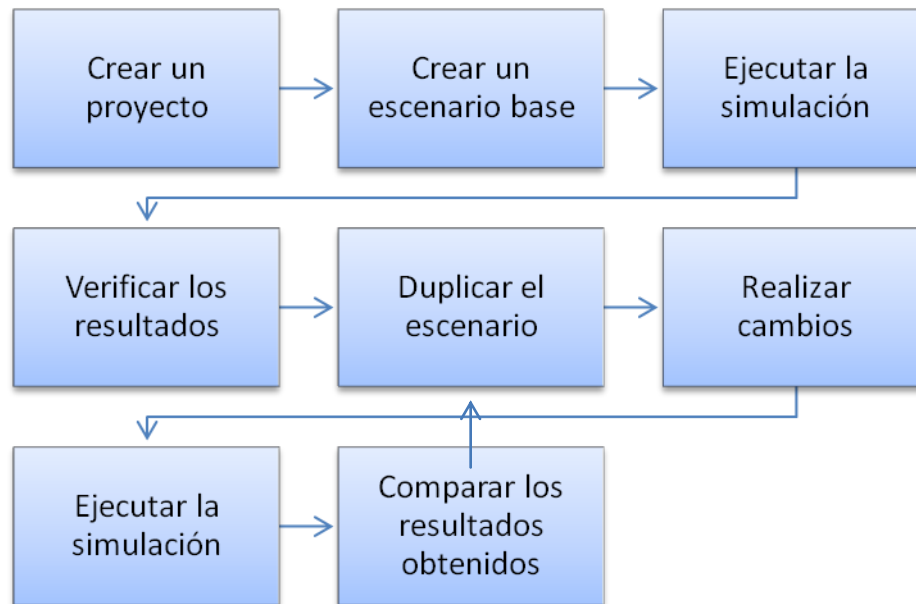 Crear un
proyecto
Crear un
escenario base
Ejecutar la
simulación
Verificar los
resultados
Duplicar el
escenario
Realizar
cambios
Ejecutar la
simulación
Comparar los
resultados
obtenidos